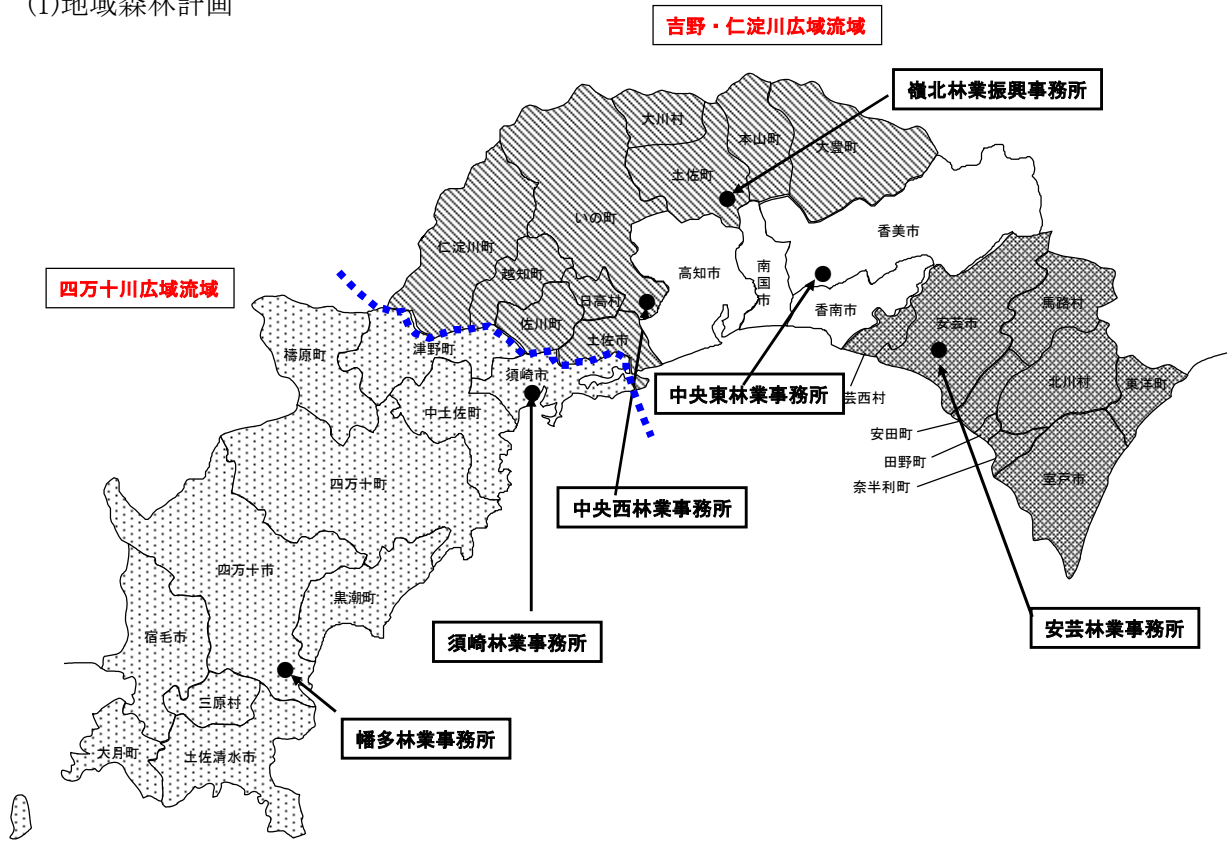 (1)地域森林計画
吉野・仁淀川広域流域
嶺北林業振興事務所
大川村
本山町
大豊町
土佐町
いの町
香美市
仁淀川町
越知町
高知市
南国市
四万十川広域流域
日高村
香南市
馬路村
佐川町
安芸市
土佐市
津野町
梼原町
須崎市
北川村
東洋町
中央東林業事務所
芸西村
中土佐町
安田町
田野町
四万十町
奈半利町
室戸市
中央西林業事務所
四万十市
黒潮町
宿毛市
須崎林業事務所
安芸林業事務所
三原村
幡多林業事務所
大月町
土佐清水市